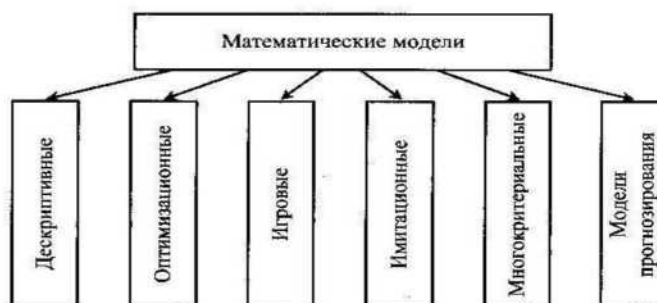 Математические модели
Дескриптивные
Оптимизационные
Игровые
Имитационные
Многокритериальные
Модели
прогнозирования